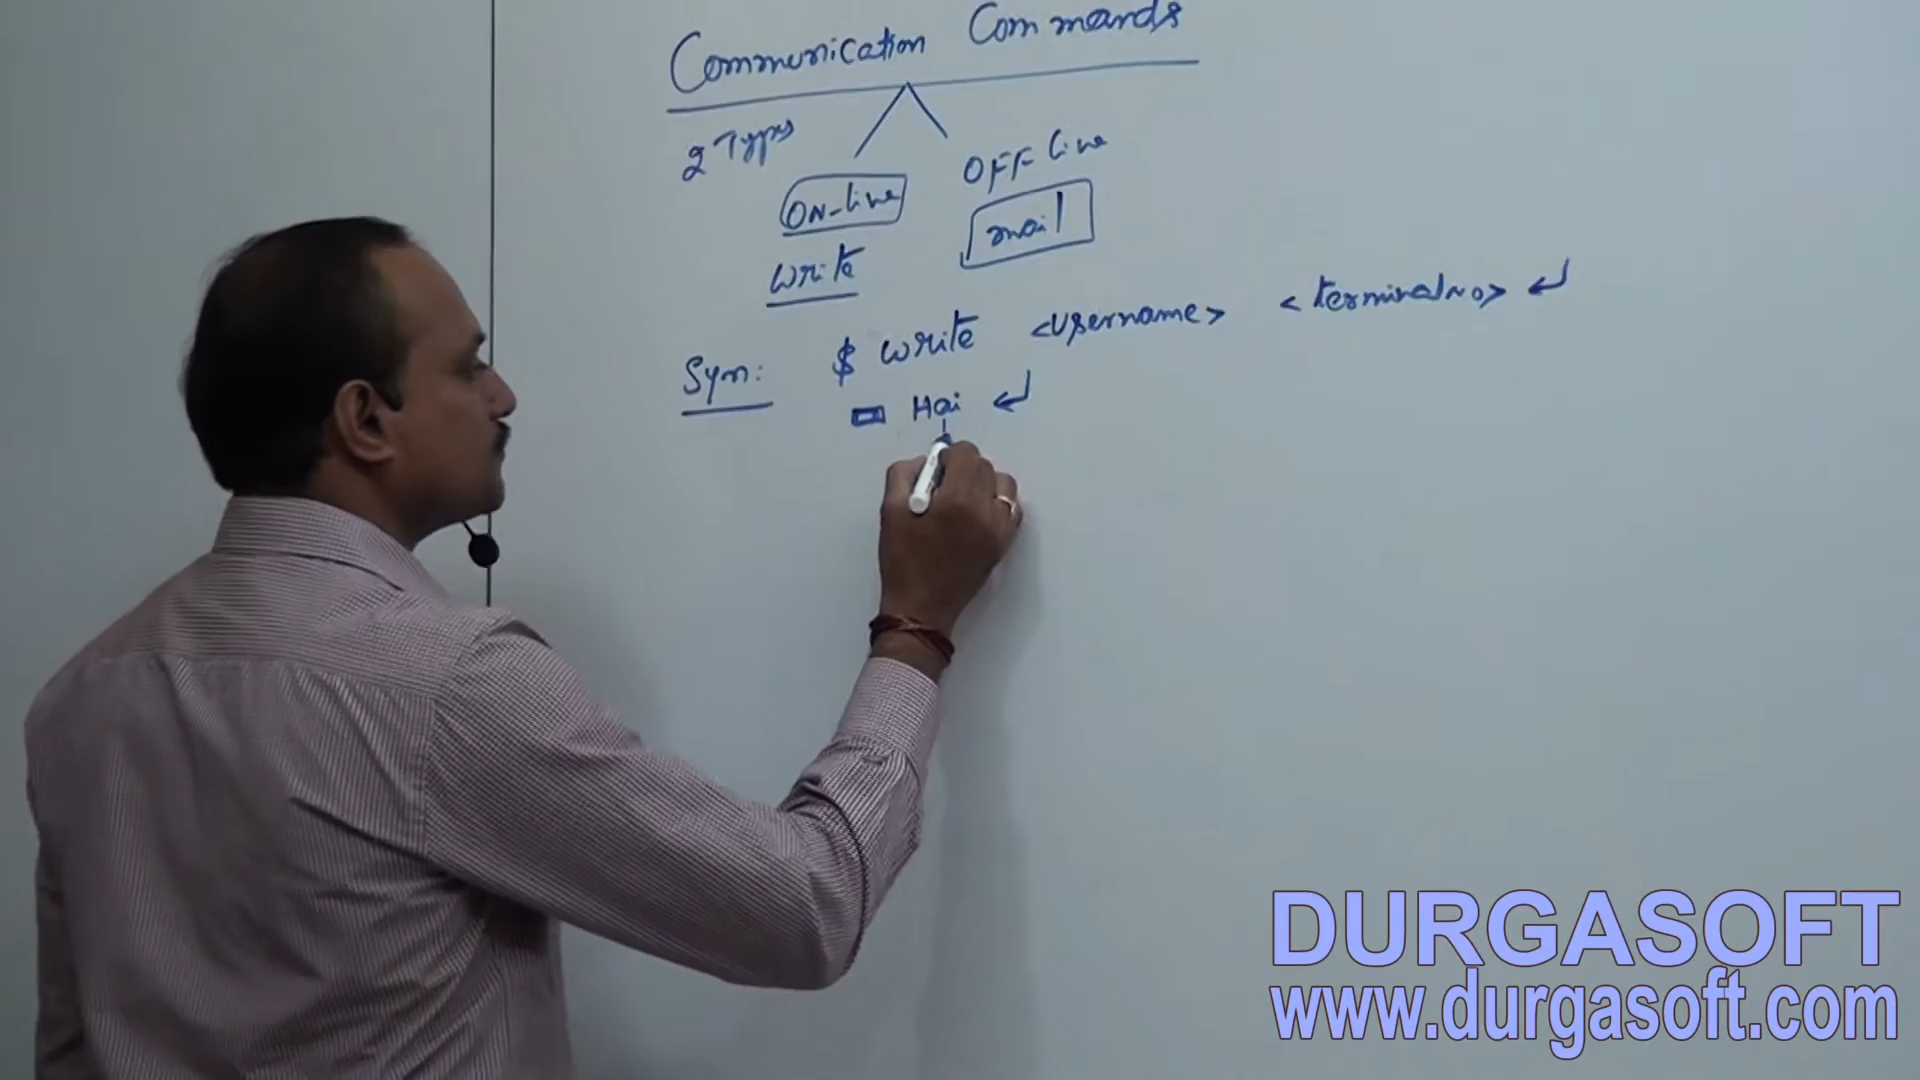 Communication Commands
2 Types
ON-line OFF line
write mail
Syn: $ write <username> <terminalno> ↵
Hai ↵
DURGASOFT
www.durgasoft.com